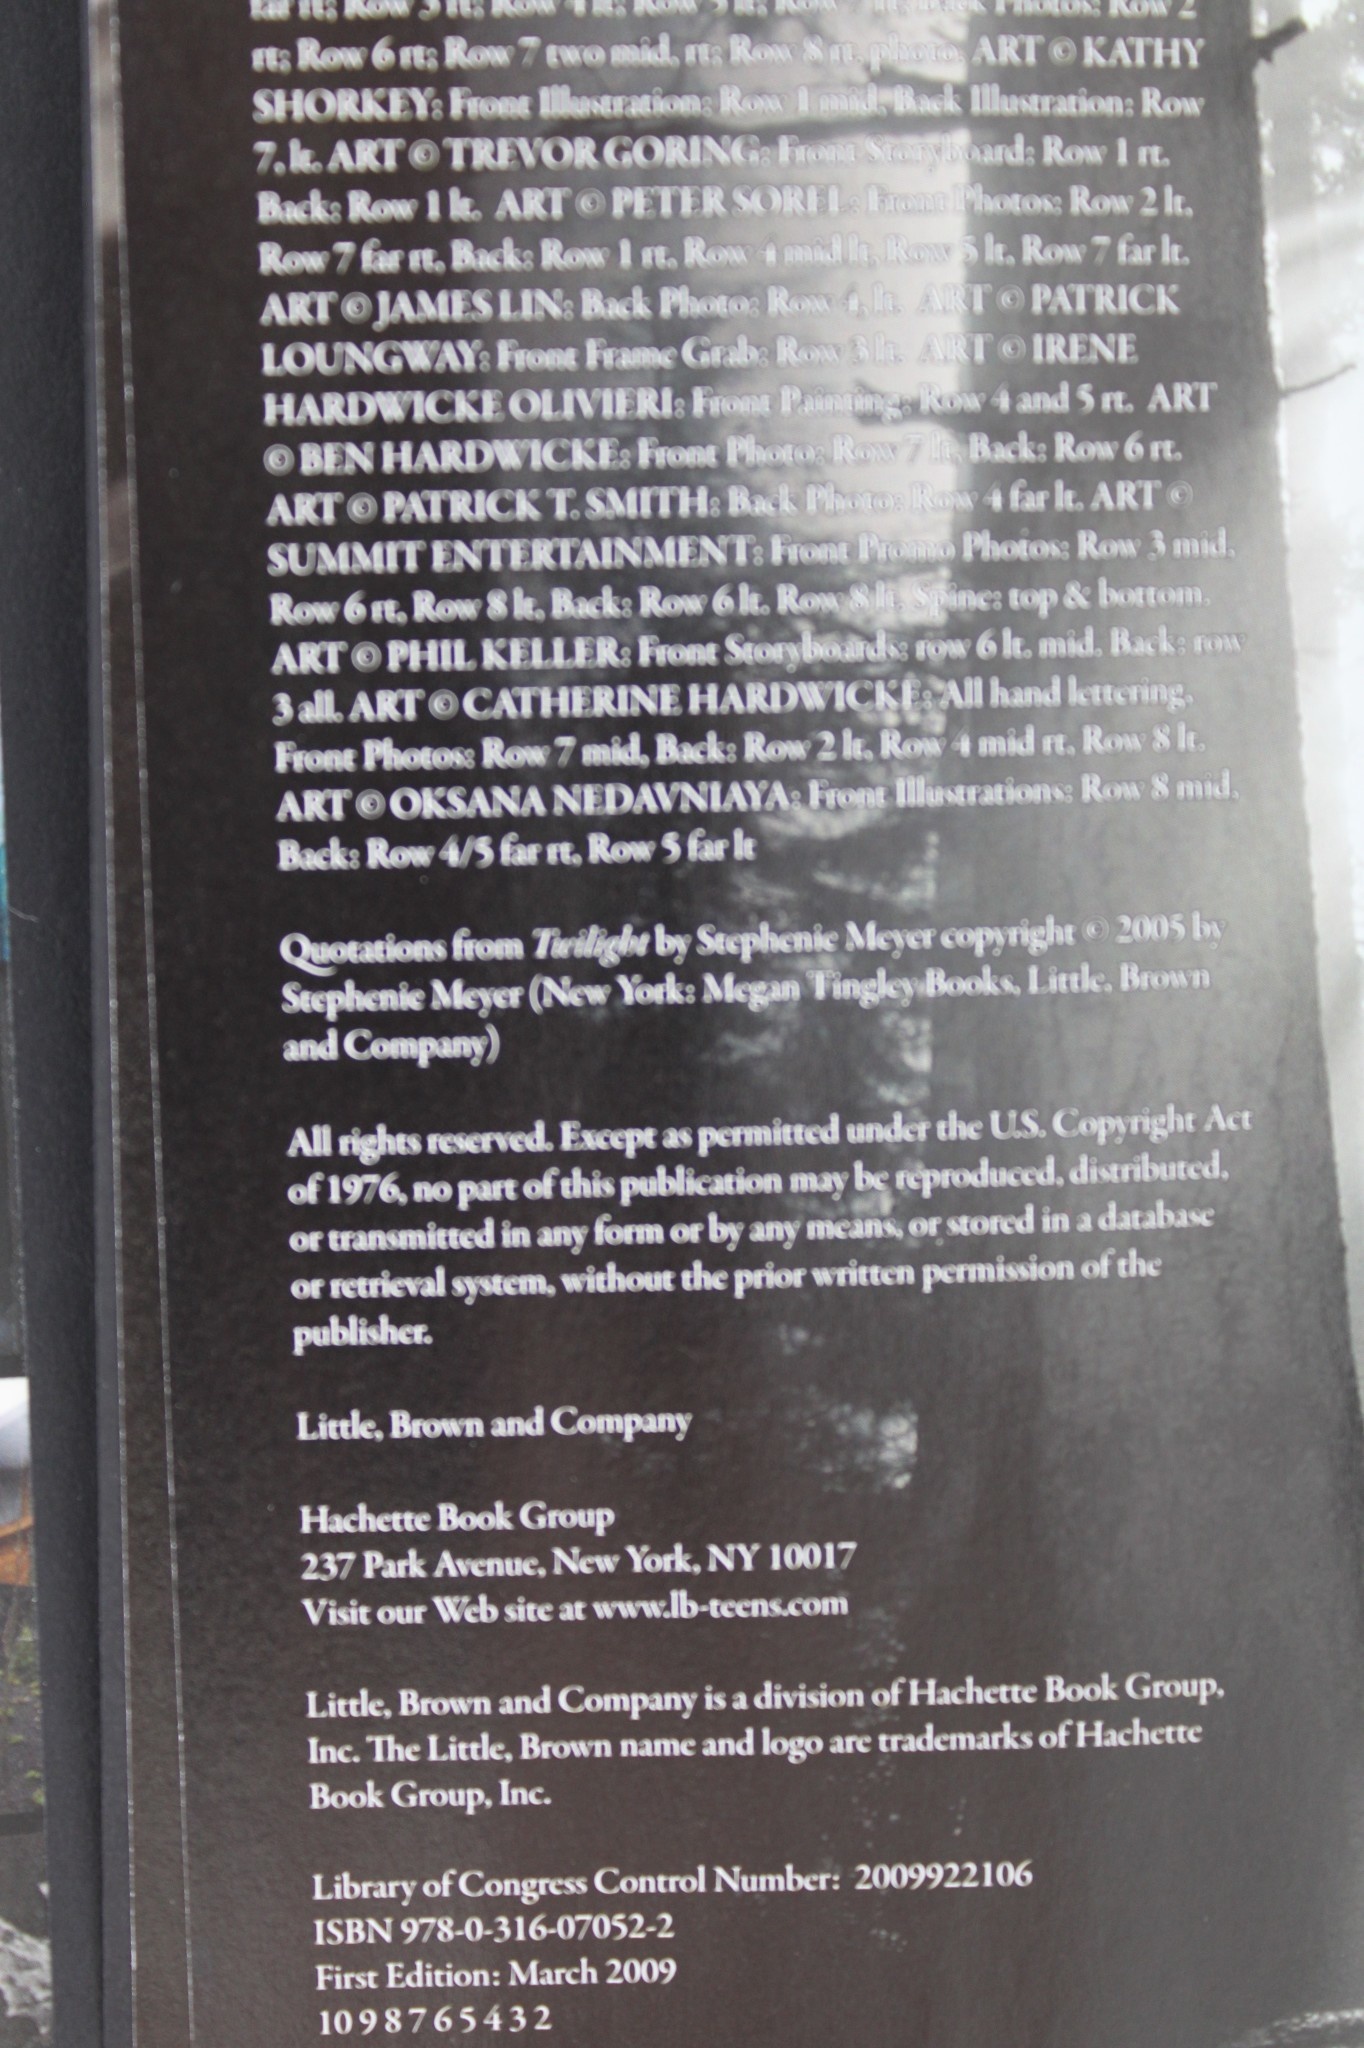 far rt; Row 3 lt; Row 4 lt; Row 5 lt; Row lt; Back Photos: Row 2
rt; Row 6 rt; Row 7 two mid, rt; Row 8 rt. photo. ART © KATHY
SHORKEY: Front Illustration: Row 1 mid, Back Illustration: Row
7, lt. ART © TREVOR GORING: Front Storyboard: Row 1 rt.
Back: Row 1 lt. ART © PETER SOREL: Front Photos: Row 2 lt,
Row 7 far rt, Back: Row 1 rt, Row 4 mid lt, Row 5 lt, Row 7 far lt.
ART © JAMES LIN: Back Photo: Row 4, lt. ART © PATRICK
LOUNGWAY: Front Frame Grab: Row 3 lt. ART © IRENE
HARDWICKE OLIVIERI: Front Painting: Row 4 and 5 rt. ART
© BEN HARDWICKE: Front Photo: Row 7 lt, Back: Row 6 rt.
ART © PATRICK T. SMITH: Back Photo: Row 4 far lt. ART ©
SUMMIT ENTERTAINMENT: Front Promo Photos: Row 3 mid,
Row 6 rt, Row 8 lt, Back: Row 6 lt, Row 8 lt, Spine: top & bottom.
ART © PHIL KELLER: Front Storyboards: row 6 lt, mid, Back: row
3 all. ART © CATHERINE HARDWICKE: All hand lettering,
Front Photos: Row 7 mid, Back: Row 2 lt, Row 4 mid rt, Row 8 lt.
ART © OKSANA NEDAVNIAYA: Front Illustrations: Row 8 mid,
Back: Row 4/5 far rt, Row 5 far lt
Quotations from Twilight by Stephenie Meyer copyright © 2005 by
Stephenie Meyer (New York: Megan Tingley Books, Little, Brown
and Company)
All rights reserved. Except as permitted under the U.S. Copyright Act
of 1976, no part of this publication may be reproduced, distributed,
or transmitted in any form or by any means, or stored in a database
or retrieval system, without the prior written permission of the
publisher.
Little, Brown and Company
Hachette Book Group
237 Park Avenue, New York, NY 10017
Visit our Web site at www.lb-teens.com
Little, Brown and Company is a division of Hachette Book Group,
Inc. The Little, Brown name and logo are trademarks of Hachette
Book Group, Inc.
Library of Congress Control Number: 2009922106
ISBN 978-0-316-07052-2
First Edition: March 2009
10 9 8 7 6 5 4 3 2